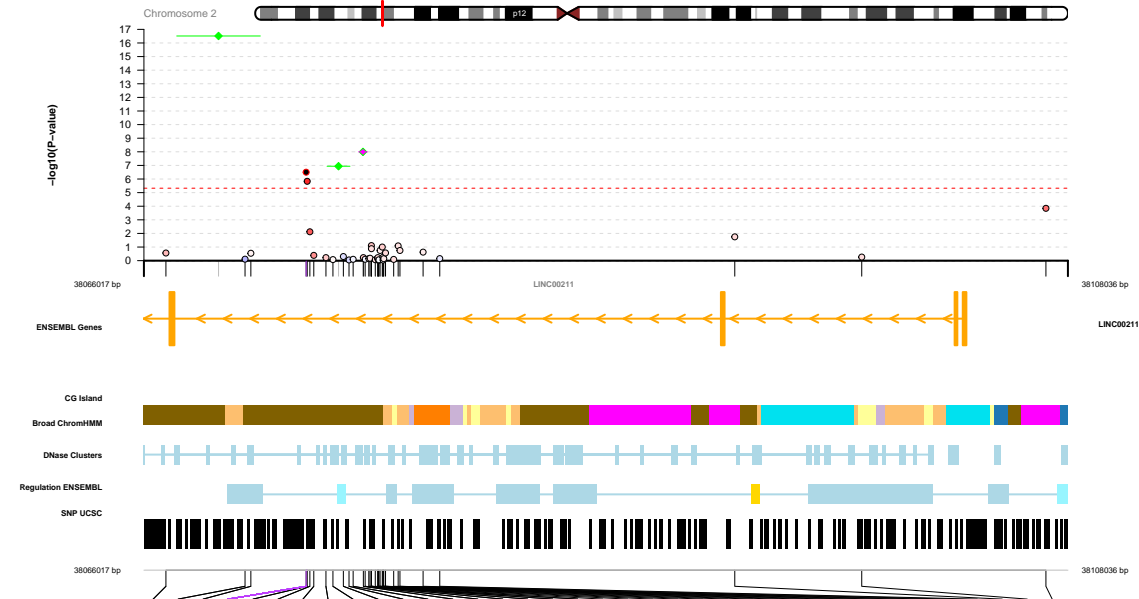 Chromosome 2
p12
17
16
15
14
13
12
11
10
9
8
7
6
5
4
3
2
1
0
−log10(P−value)
38066017 bp
LINC00211
38108036 bp
ENSEMBL Genes
LINC00211
CG Island
Broad ChromHMM
DNase Clusters
Regulation ENSEMBL
SNP UCSC
38066017 bp
38108036 bp